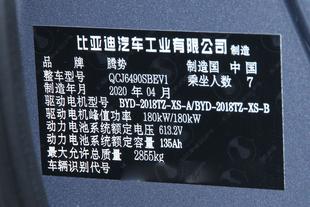 比亚迪汽车工业有限公司 制造
品 牌 腾势 制造国 中国
整车型号 QCJ6490SBEV1 乘坐人数 7
制造年月 2020 年 04 月
驱动电机型号 BYD-2018TZ-XS-A/BYD-2018TZ-XS-B
驱动电机峰值功率 180kW/180kW
动力电池系统额定电压 613.2V
动力电池系统额定容量 135Ah
最大允许总质量 2855kg
车辆识别代号